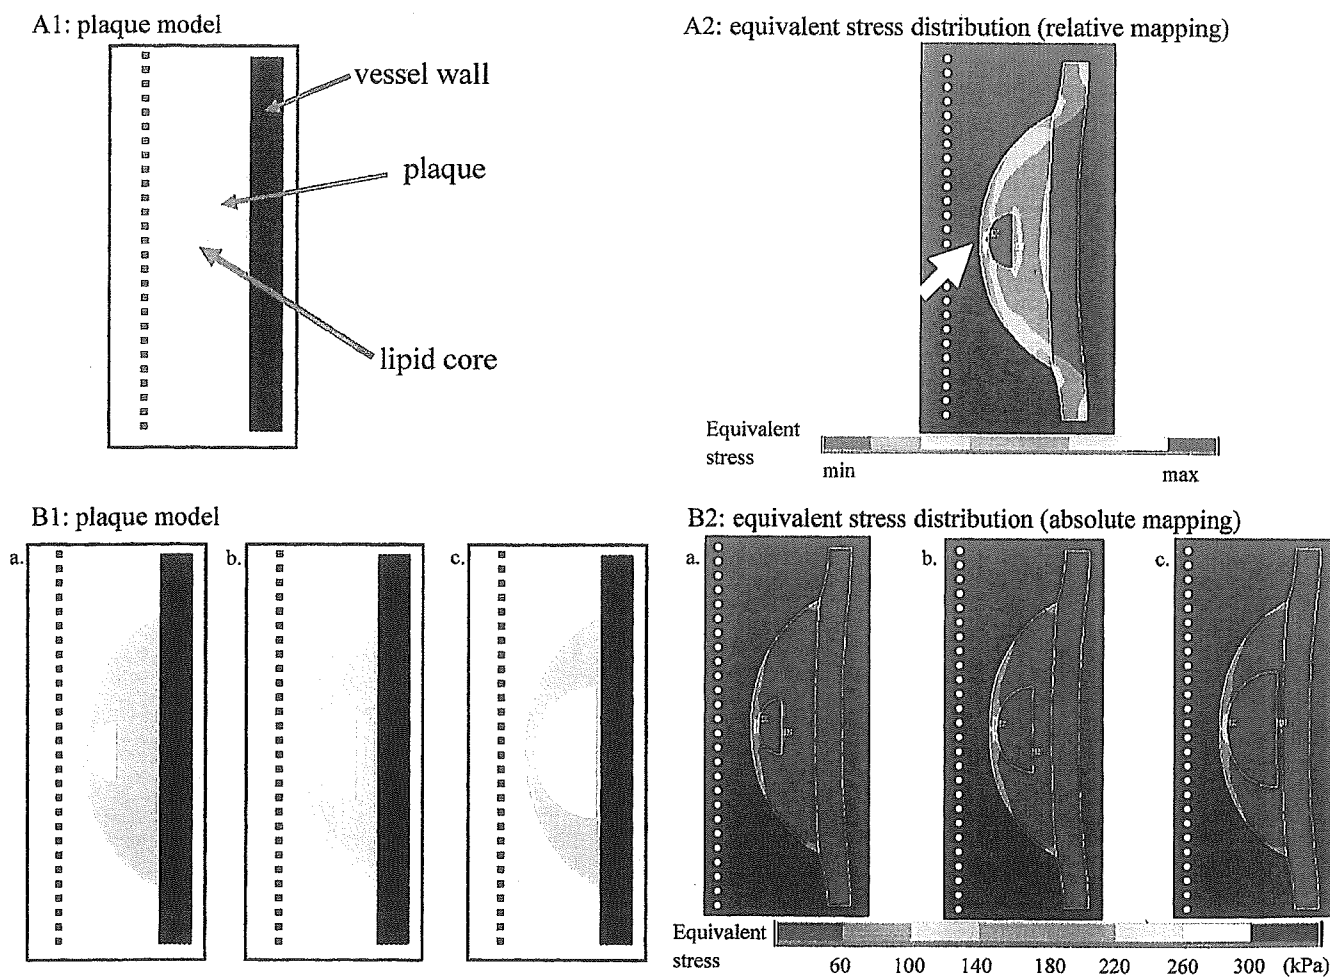 A1: plaque model
vessel wall
plaque
lipid core
A2: equivalent stress distribution (relative mapping)
Equivalent
stress
min
max
B1: plaque model
a.
b.
c.
B2: equivalent stress distribution (absolute mapping)
a.
b.
c.
Equivalent
stress
60 100 140 180 220 260 300 (kPa)